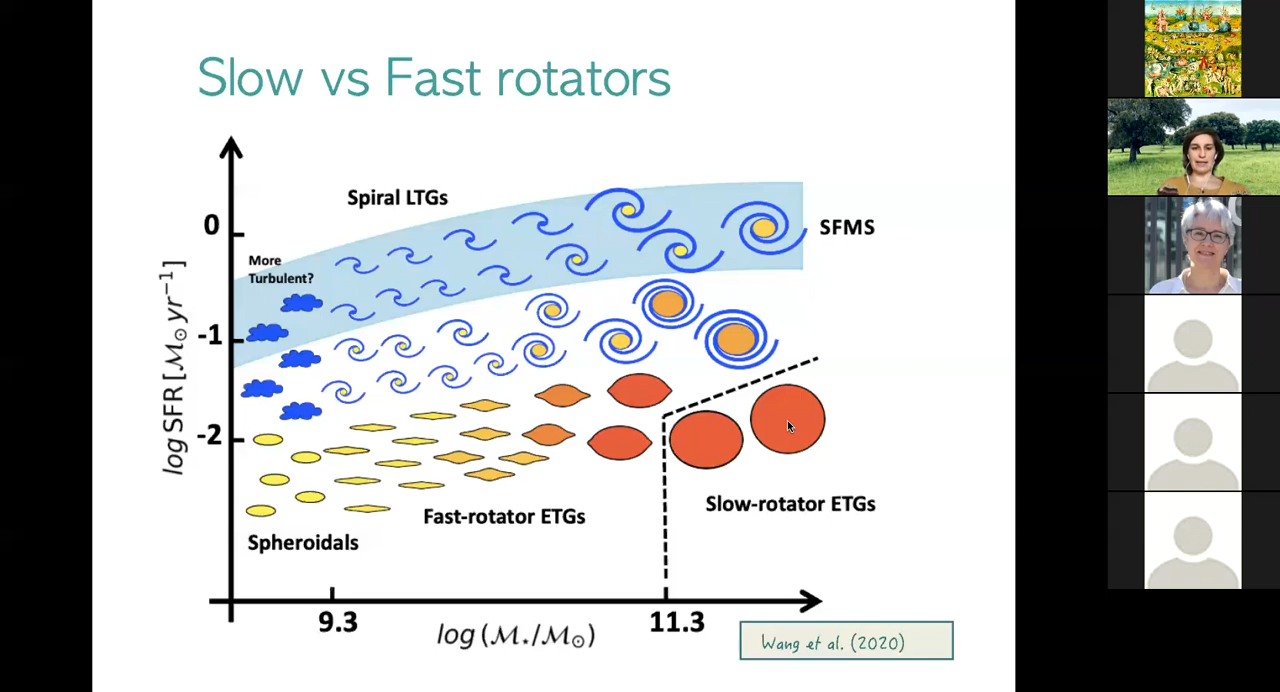 Slow vs Fast rotators
Spiral LTGs
0
SFMS
More
Turbulent?
-1
log SFR [M⊙ yr⁻¹]
-2
Slow-rotator ETGs
Fast-rotator ETGs
Spheroidals
9.3
log (M⋆/M⊙)
11.3
Wang et al. (2020)